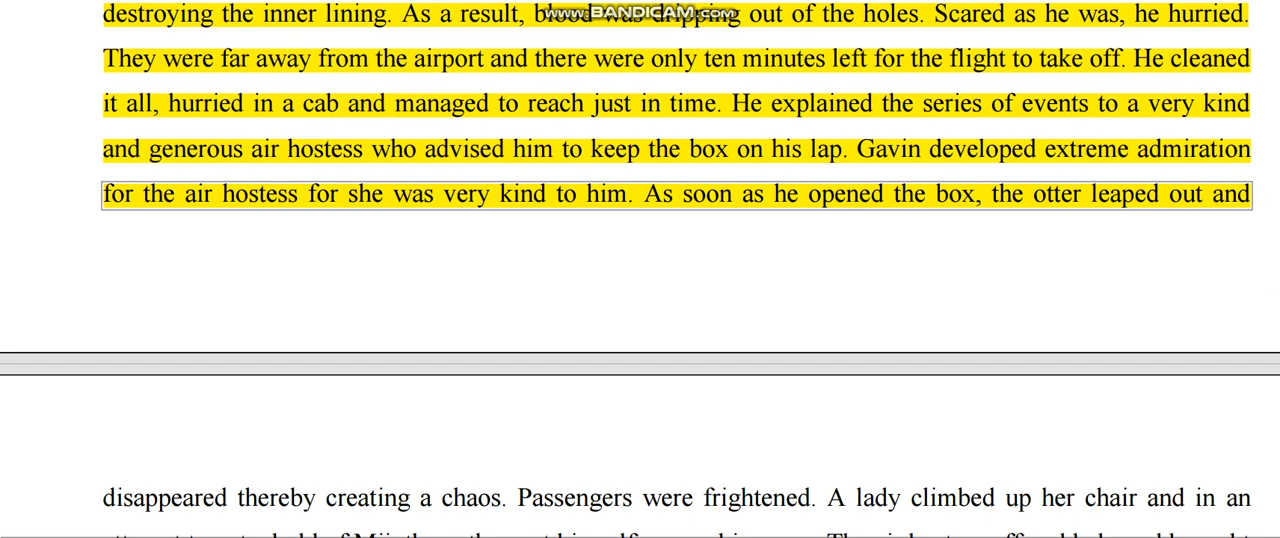 destroying the inner lining. As a result, blood was dripping out of the holes. Scared as he was, he hurried.
www.BANDICAM.com
They were far away from the airport and there were only ten minutes left for the flight to take off. He cleaned
it all, hurried in a cab and managed to reach just in time. He explained the series of events to a very kind
and generous air hostess who advised him to keep the box on his lap. Gavin developed extreme admiration
for the air hostess for she was very kind to him. As soon as he opened the box, the otter leaped out and
disappeared thereby creating a chaos. Passengers were frightened. A lady climbed up her chair and in an